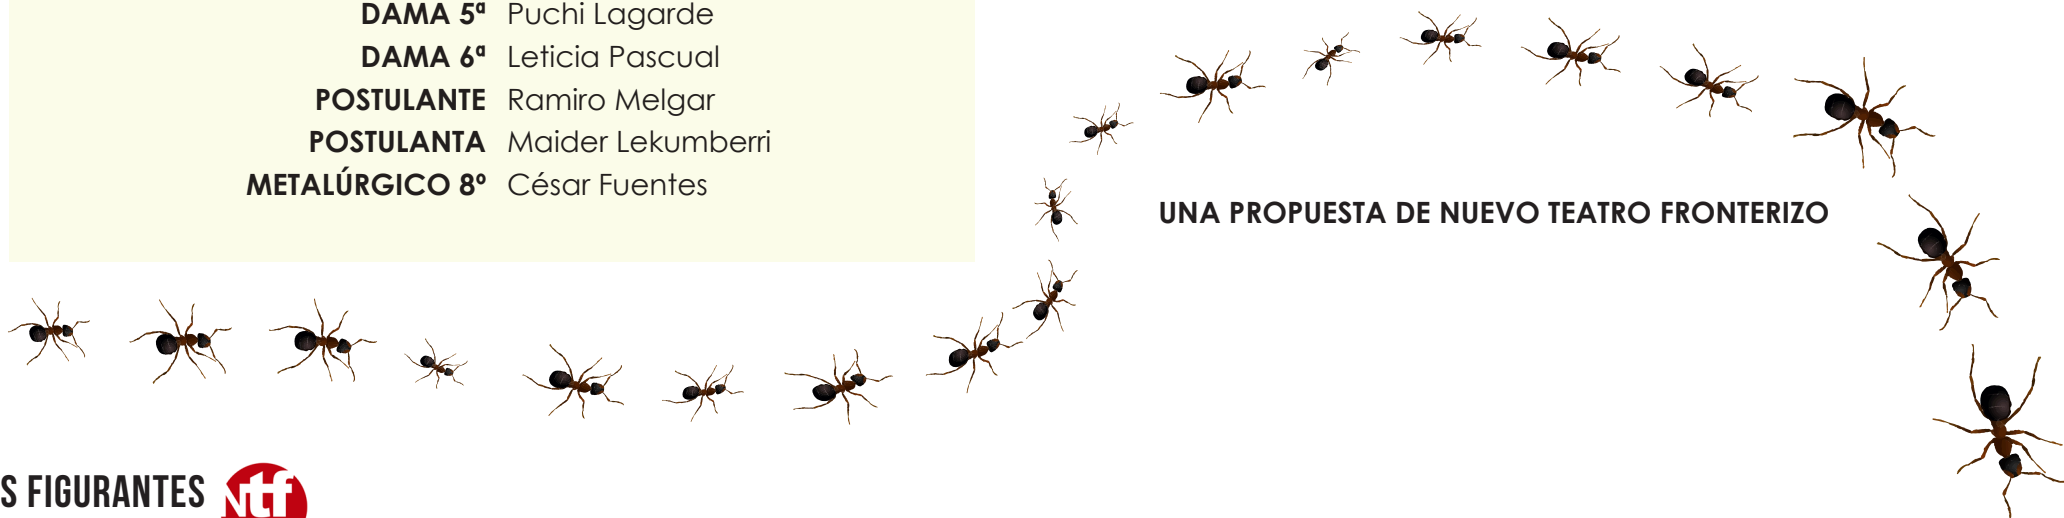 DAMA 5ª Puchi Lagarde
DAMA 6ª Leticia Pascual
POSTULANTE Ramiro Melgar
POSTULANTA Maider Lekumberri
METALÚRGICO 8º César Fuentes
UNA PROPUESTA DE NUEVO TEATRO FRONTERIZO
S FIGURANTES Ntf